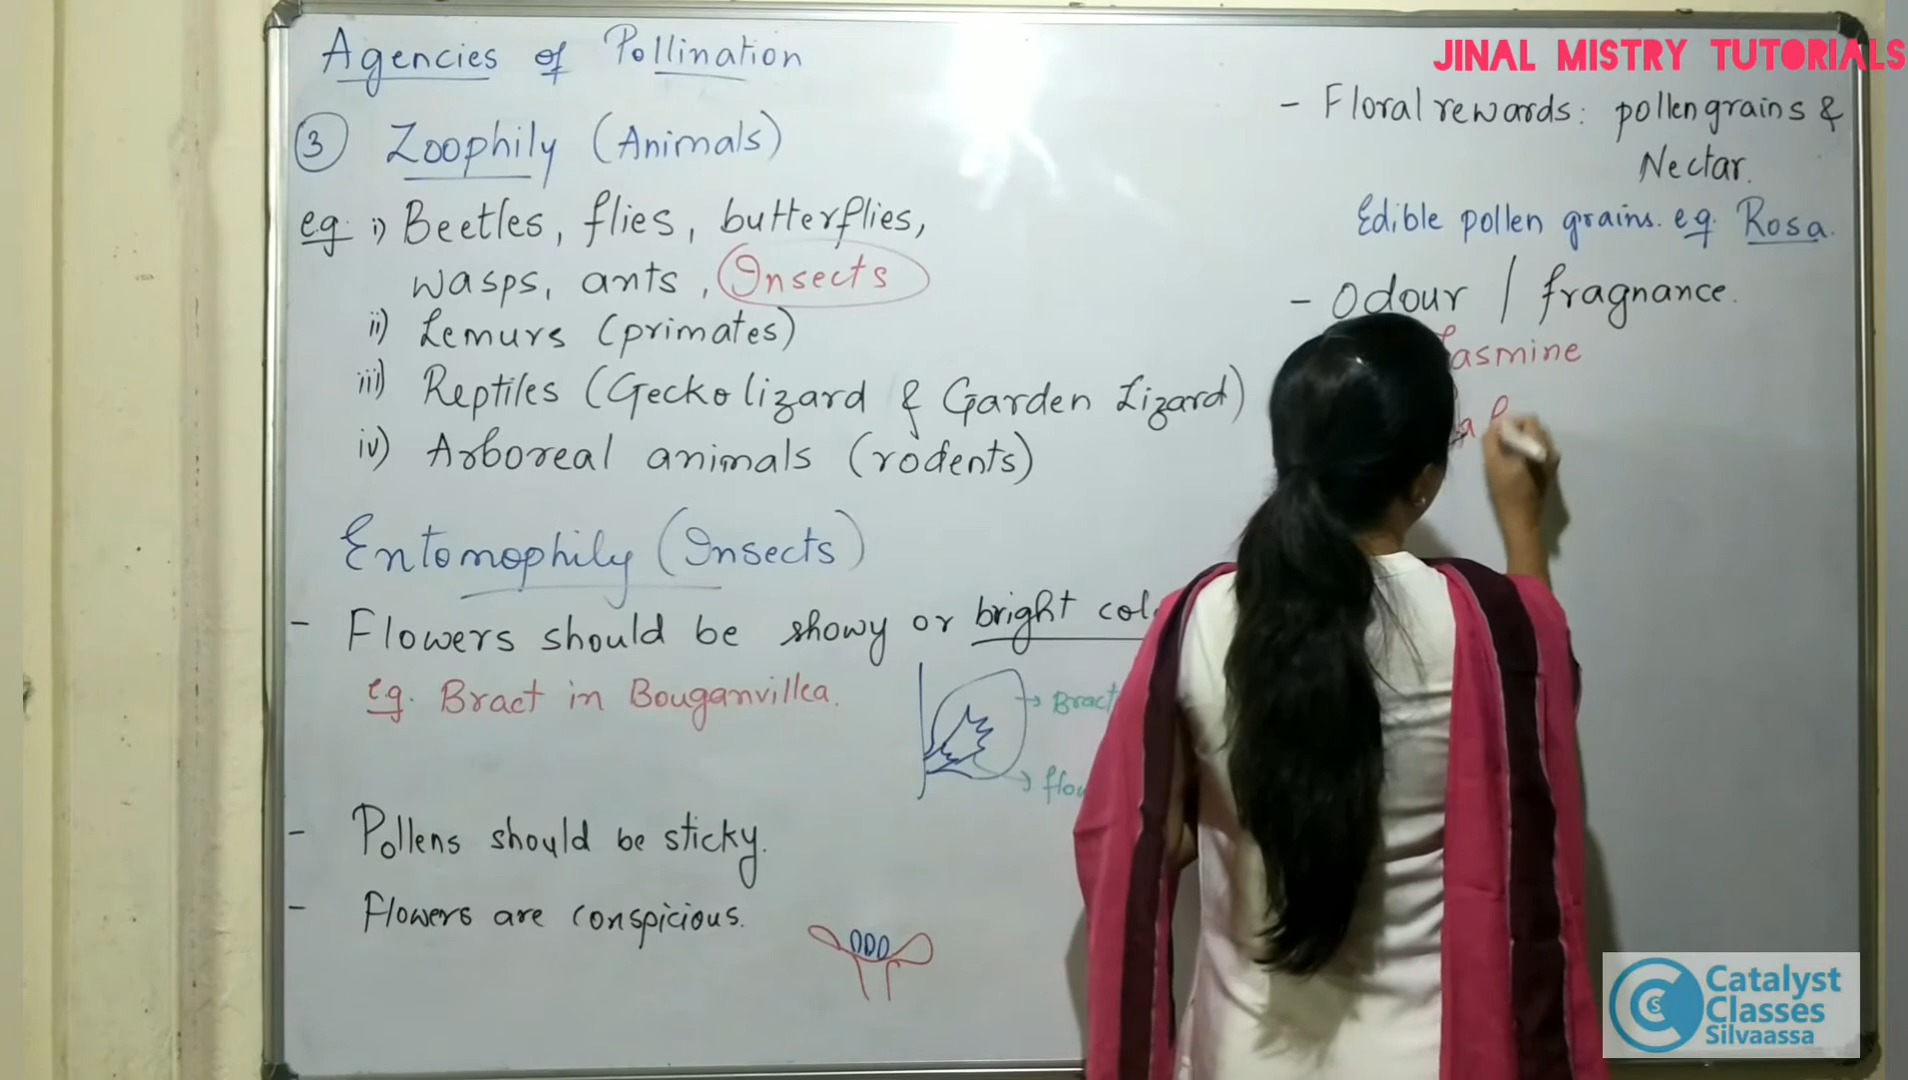 Agencies of Pollination
3 Zoophily (Animals)
eg. i) Beetles, flies, butterflies,
wasps, ants, Insects
ii) Lemurs (primates)
iii) Reptiles (Gecko lizard & Garden Lizard)
iv) Arboreal animals (rodents)
Entomophily (Insects)
- Flowers should be showy or bright
eg. Bract in Bouganvillea.
Bract
- Pollens should be sticky.
- Flowers are conspicious.
JINAL MISTRY TUTORIALS
- Floral rewards: pollen grains &
Nectar.
Edible pollen grains. eg. Rosa.
- Odour / fragnance.
Jasmine
Catalyst
Classes
Silvaassa